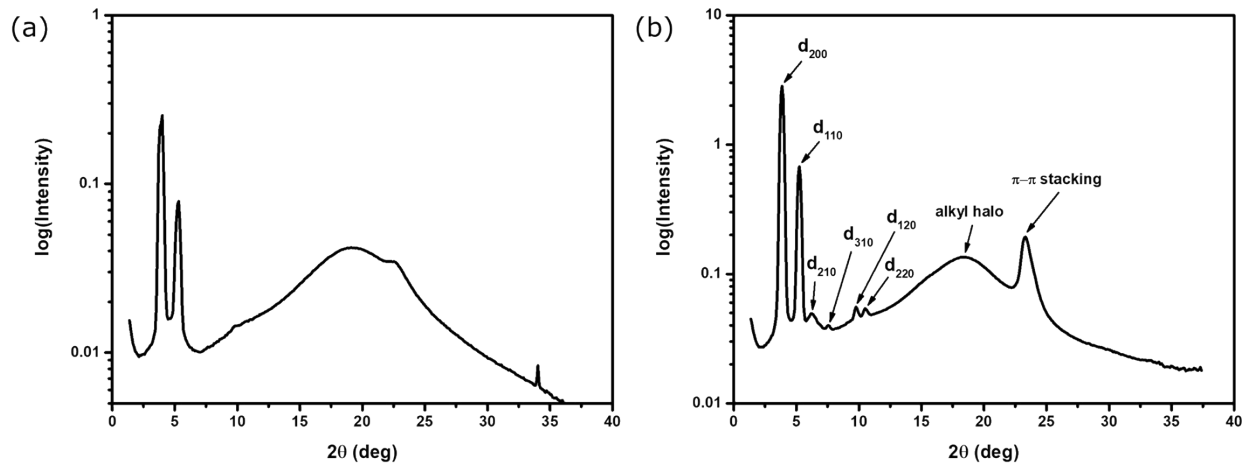 (a)
1
0.1
0.01
log(Intensity)
0 5 10 15 20 25 30 35 40
2θ (deg)
(b)
10
1
0.1
0.01
log(Intensity)
d200
d110
d210
d310
d120
d220
alkyl halo
π−π stacking
0 5 10 15 20 25 30 35 40
2θ (deg)